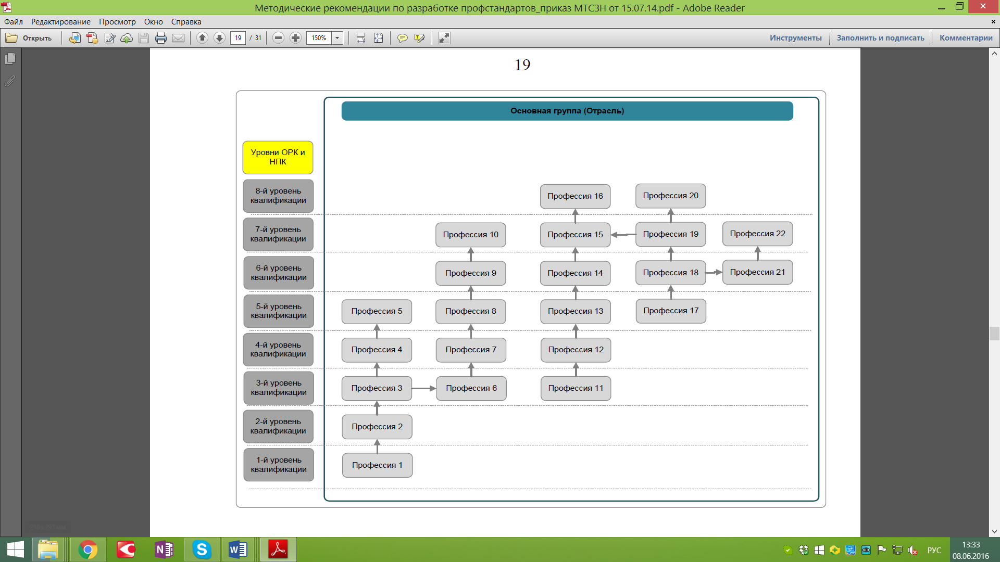 Методические рекомендации по разработке профстандартов_приказ МТСЗН от 15.07.14.pdf - Adobe Reader
Файл Редактирование Просмотр Окно Справка
Открыть 19 / 31 150% Инструменты Заполнить и подписать Комментарии
19
Основная группа (Отрасль)
Уровни ОРК и
НПК
8-й уровень
квалификации
Профессия 16 Профессия 20
7-й уровень
квалификации
Профессия 10 Профессия 15 Профессия 19 Профессия 22
6-й уровень
квалификации
Профессия 9 Профессия 14 Профессия 18 Профессия 21
5-й уровень
квалификации
Профессия 5 Профессия 8 Профессия 13 Профессия 17
4-й уровень
квалификации
Профессия 4 Профессия 7 Профессия 12
3-й уровень
квалификации
Профессия 3 Профессия 6 Профессия 11
2-й уровень
квалификации
Профессия 2
1-й уровень
квалификации
Профессия 1
210 x 297 мм
РУС
13:33
08.06.2016